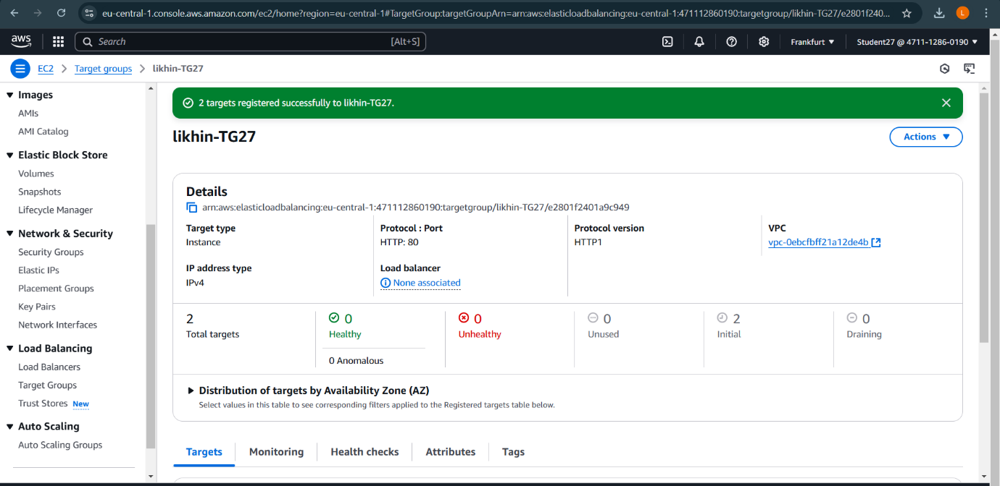 eu-central-1.console.aws.amazon.com/ec2/home?region=eu-central-1#TargetGroup:targetGroupArn=arn:aws:elasticloadbalancing:eu-central-1:471112860190:targetgroup/likhin-TG27/e2801f240...
L
aws
Search [Alt+S]
Frankfurt ▼
Student27 @ 4711-1286-0190 ▼
EC2 > Target groups > likhin-TG27
Images
AMIs
AMI Catalog
Elastic Block Store
Volumes
Snapshots
Lifecycle Manager
Network & Security
Security Groups
Elastic IPs
Placement Groups
Key Pairs
Network Interfaces
Load Balancing
Load Balancers
Target Groups
Trust Stores New
Auto Scaling
Auto Scaling Groups
2 targets registered successfully to likhin-TG27.
likhin-TG27
Actions ▼
Details
arn:aws:elasticloadbalancing:eu-central-1:471112860190:targetgroup/likhin-TG27/e2801f2401a9c949
Target type
Instance
Protocol : Port
HTTP: 80
Protocol version
HTTP1
VPC
vpc-0ebcfbff21a12de4b
IP address type
IPv4
Load balancer
None associated
2
Total targets
0
Healthy
0 Anomalous
0
Unhealthy
0
Unused
2
Initial
0
Draining
Distribution of targets by Availability Zone (AZ)
Select values in this table to see corresponding filters applied to the Registered targets table below.
Targets
Monitoring
Health checks
Attributes
Tags